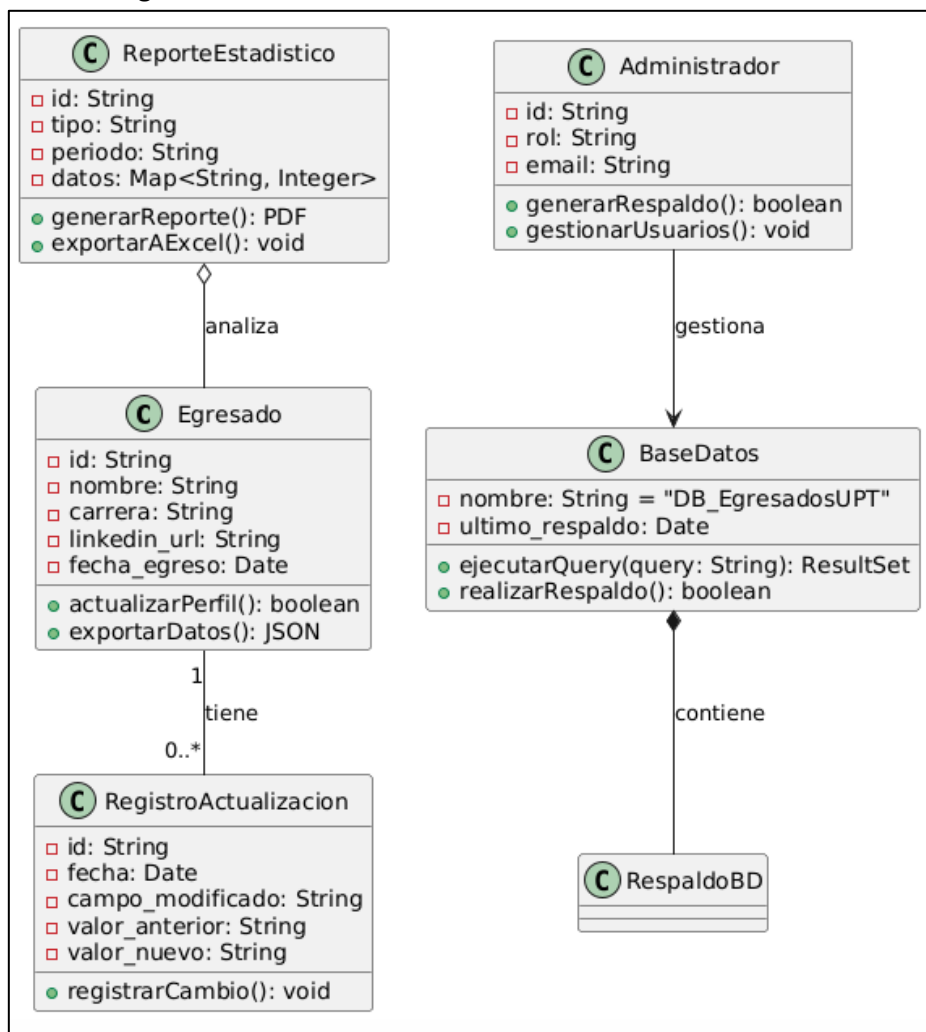 C ReporteEstadistico
id: String
tipo: String
periodo: String
datos: Map<String, Integer>
generarReporte(): PDF
exportarAExcel(): void
analiza
C Egresado
id: String
nombre: String
carrera: String
linkedin_url: String
fecha_egreso: Date
actualizarPerfil(): boolean
exportarDatos(): JSON
1
tiene
0..*
C RegistroActualizacion
id: String
fecha: Date
campo_modificado: String
valor_anterior: String
valor_nuevo: String
registrarCambio(): void
C Administrador
id: String
rol: String
email: String
generarRespaldo(): boolean
gestionarUsuarios(): void
gestiona
C BaseDatos
nombre: String = "DB_EgresadosUPT"
ultimo_respaldo: Date
ejecutarQuery(query: String): ResultSet
realizarRespaldo(): boolean
contiene
C RespaldoBD